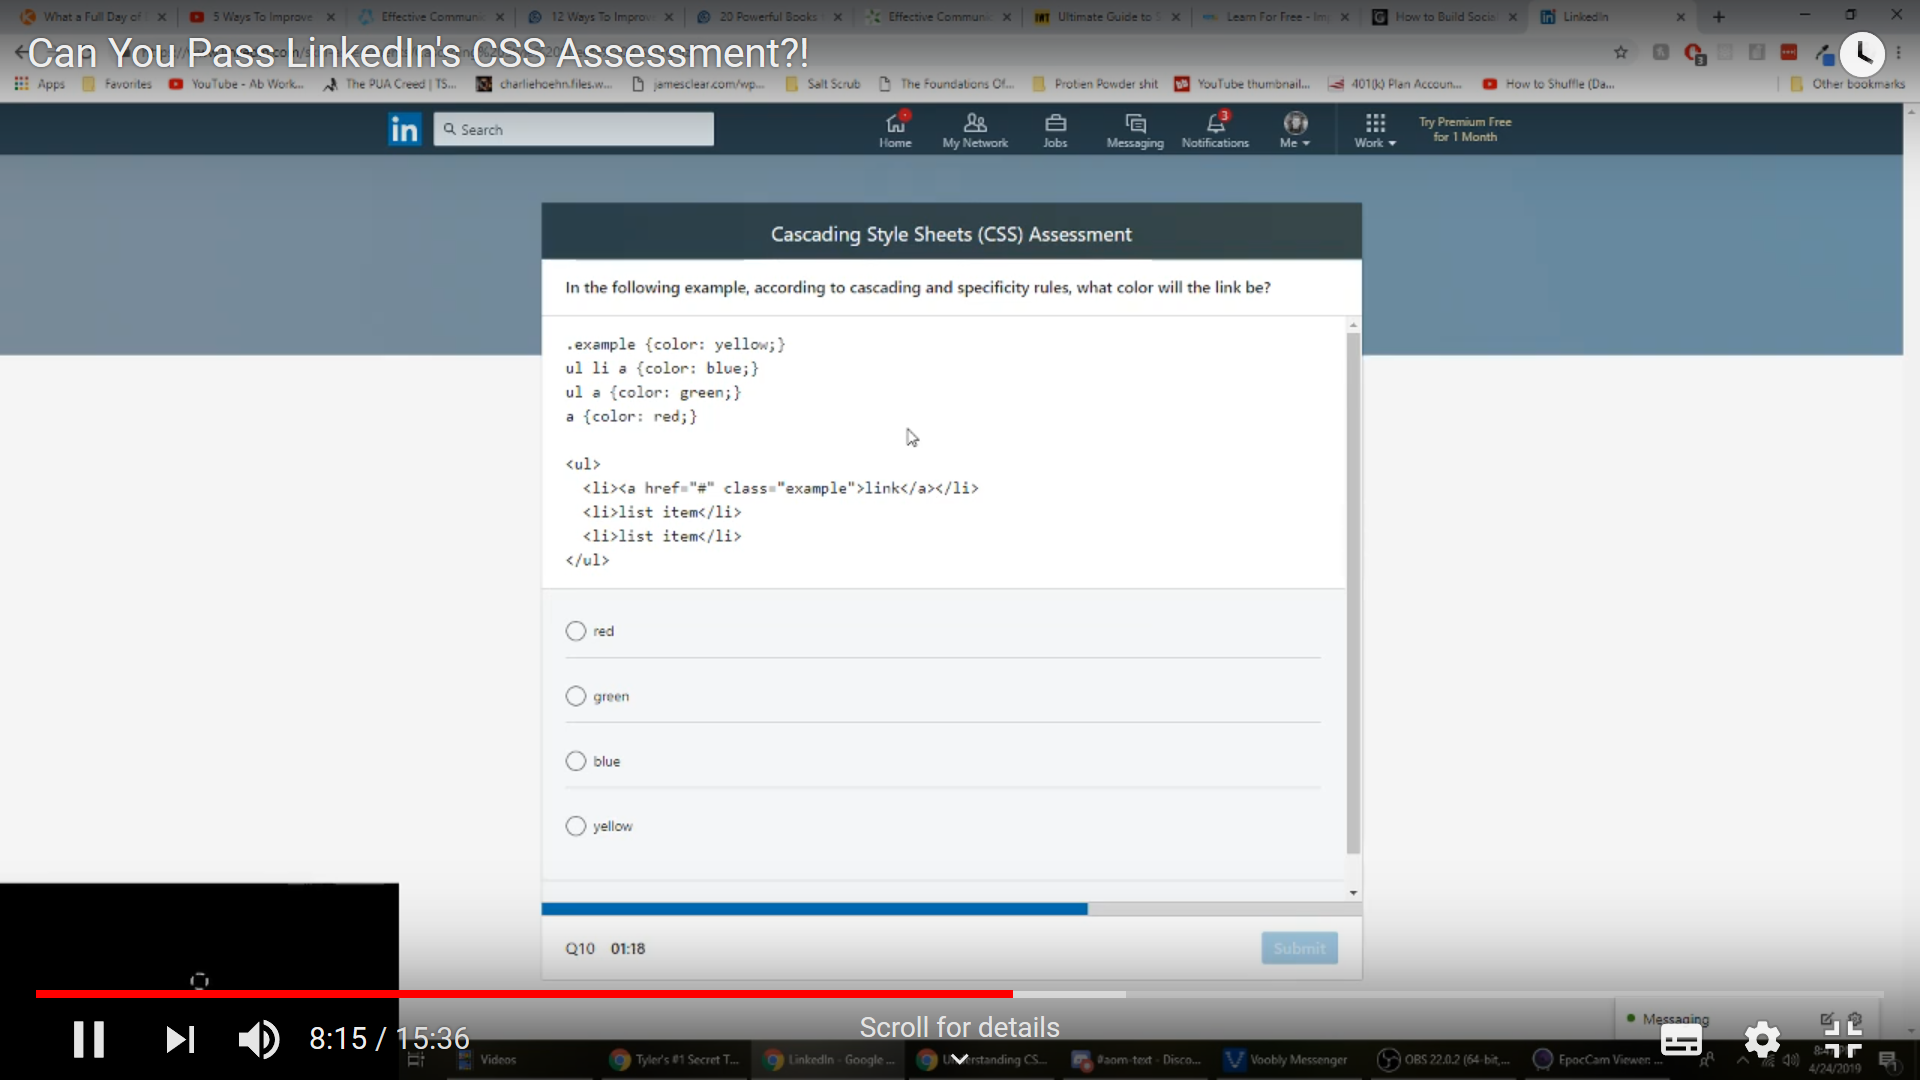 What a Full Day of
5 Ways To Improve
Effective Communic
12 Ways To Improv
20 Powerful Books
Effective Communic
Ultimate Guide to S
Learn For Free - Im
How to Build Socia
LinkedIn
Can You Pass LinkedIn's CSS Assessment?!
Apps
Favorites
YouTube - Ab Work...
The PUA Creed | TS...
charliehoehn.files.w...
jamesclear.com/wp...
Salt Scrub
The Foundations Of...
Protien Powder shit
YouTube thumbnail...
401(k) Plan Accoun...
How to Shuffle (Da...
Other bookmarks
in
Search
Home
My Network
Jobs
Messaging
3
Notifications
Me
Work
Try Premium Free
for 1 Month
Cascading Style Sheets (CSS) Assessment
In the following example, according to cascading and specificity rules, what color will the link be?
.example {color: yellow;}
ul li a {color: blue;}
ul a {color: green;}
a {color: red;}
<ul>
<li><a href="#" class="example">link</a></li>
<li>list item</li>
<li>list item</li>
</ul>
red
green
blue
yellow
Q10 01:18
Submit
8:15 / 15:36
Scroll for details
Messaging
Videos
Tyler's #1 Secret T...
LinkedIn - Google ...
Understanding CS...
#aom-text - Disco...
Voobly Messenger
OBS 22.0.2 (64-bit,...
EpocCam Viewer: ...
4/24/2019